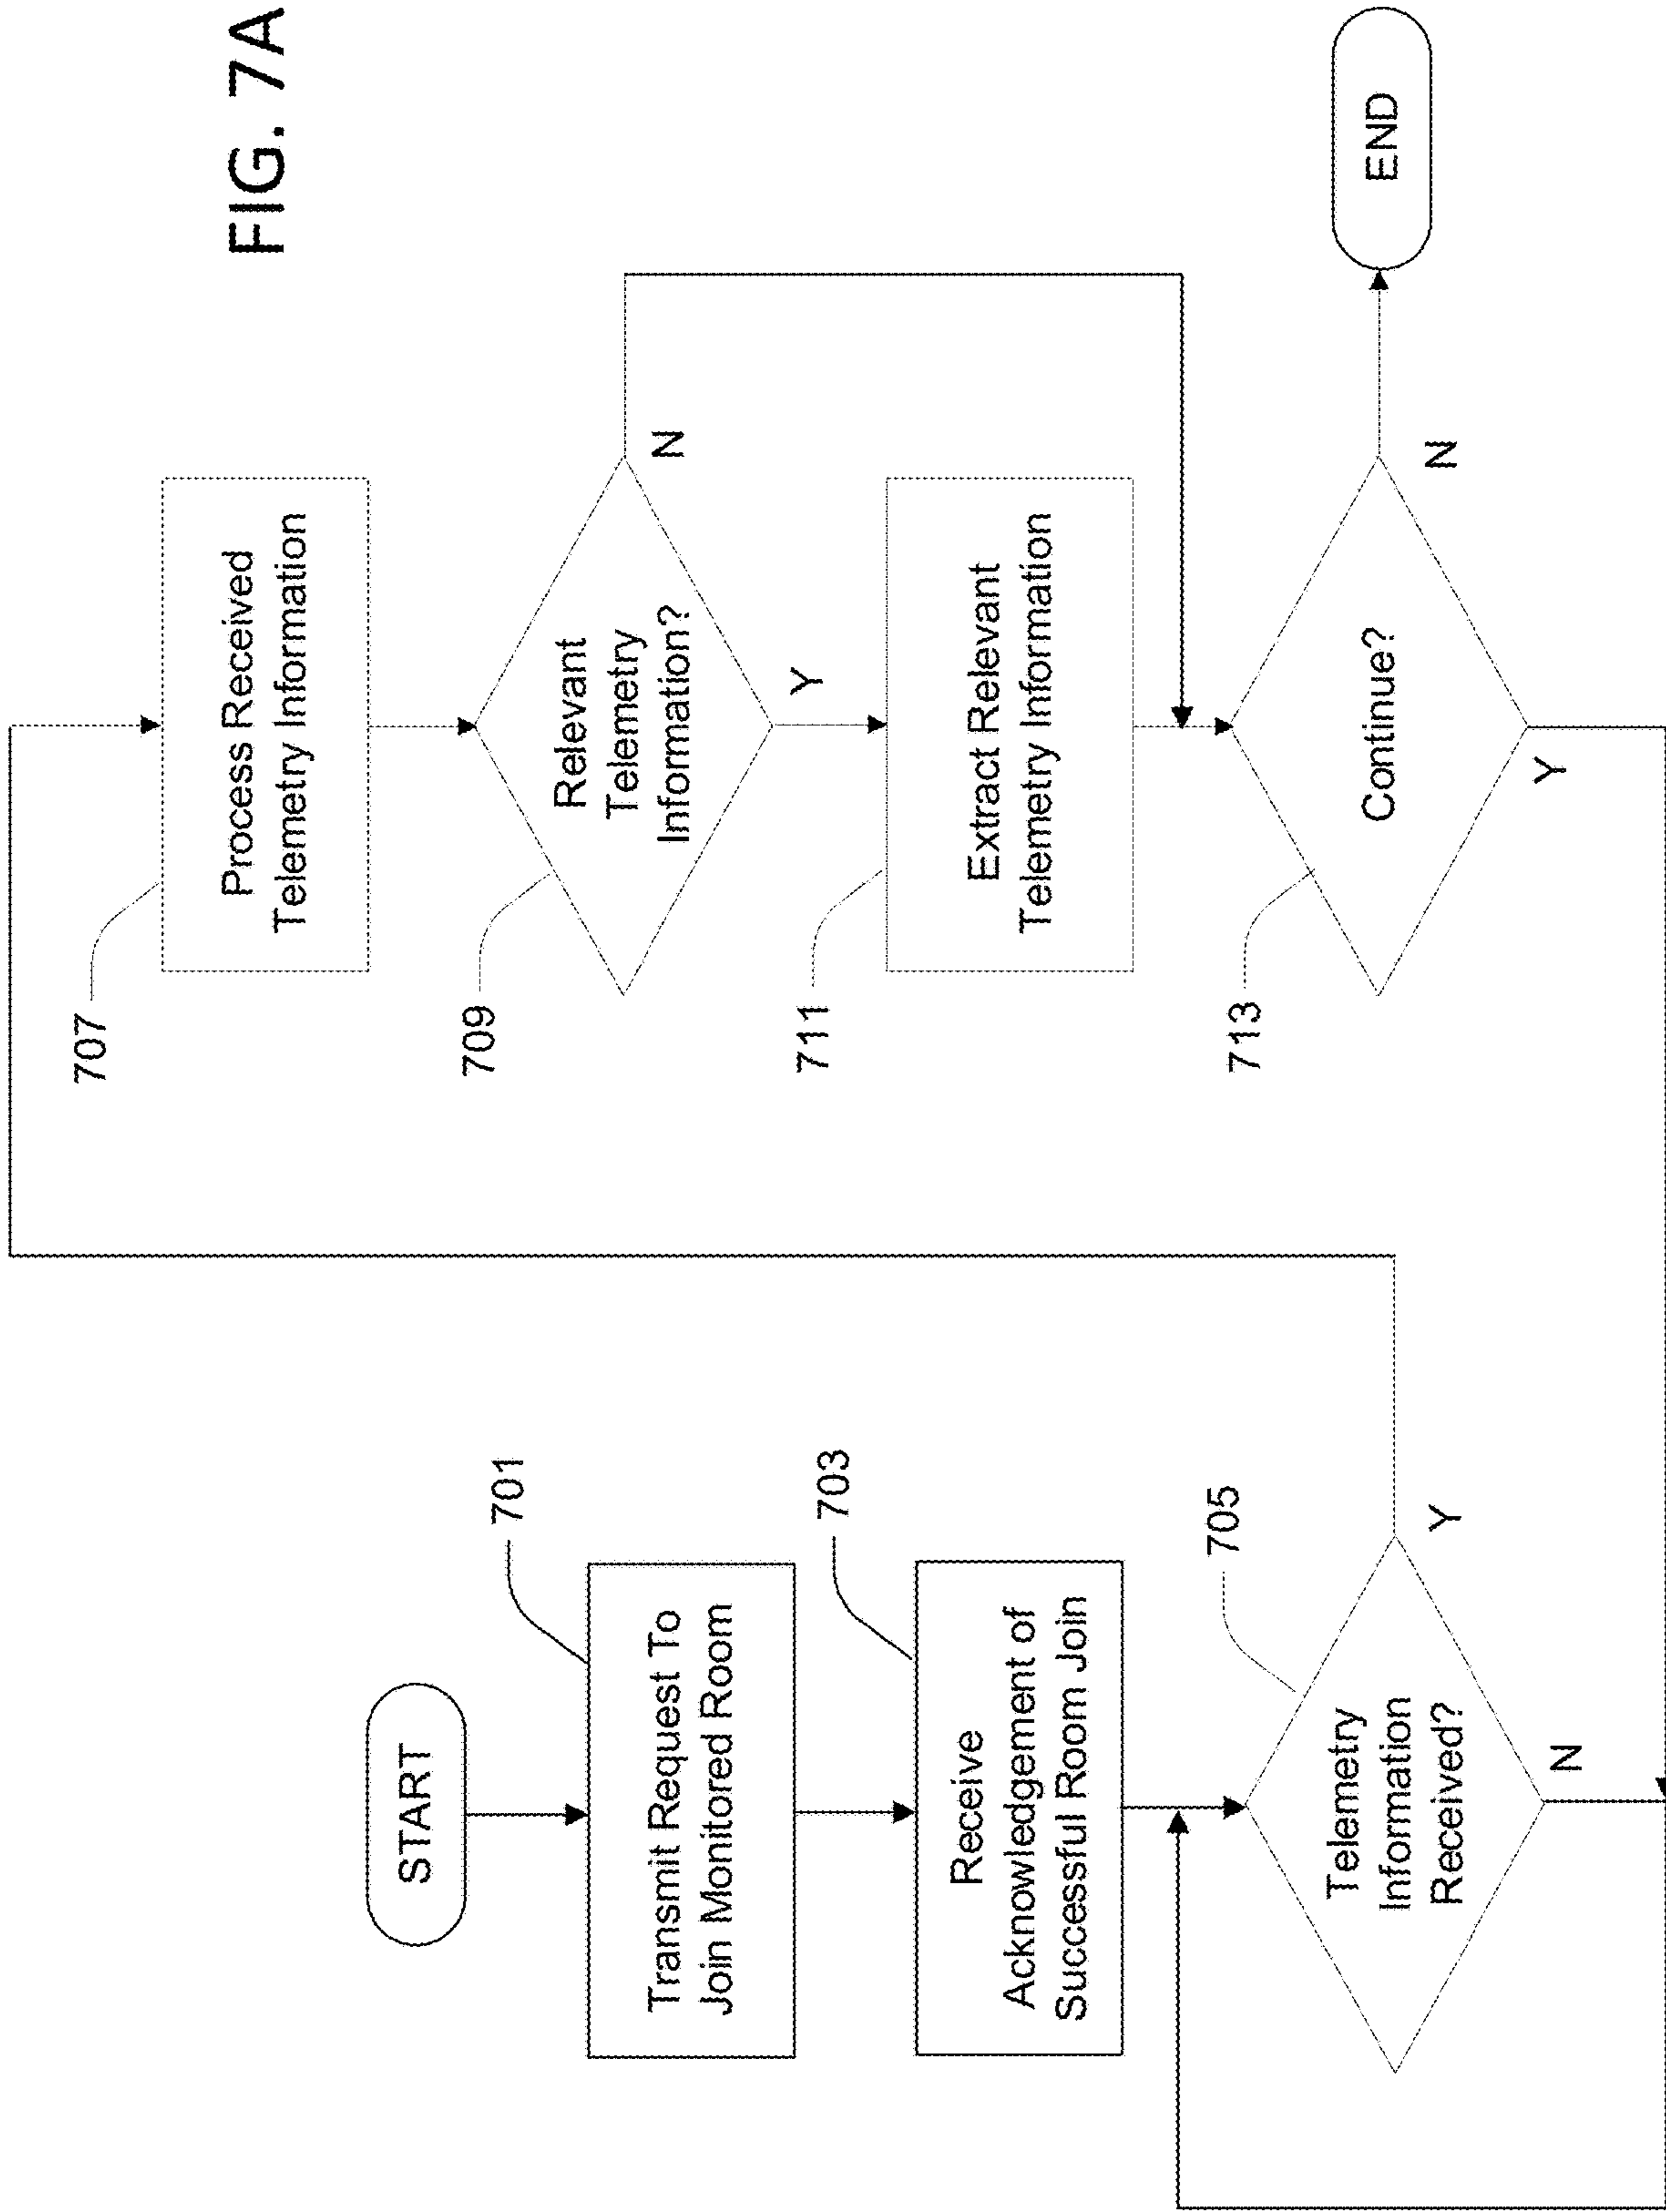 FIG. 7A
START
701
Transmit Request To
Join Monitored Room
703
Receive
Acknowledgement of
Successful Room Join
705
Telemetry
Information
Received?
Y
N
707
Process Received
Telemetry Information
709
Relevant
Telemetry
Information?
N
Y
711
Extract Relevant
Telemetry Information
713
Continue?
N
Y
END